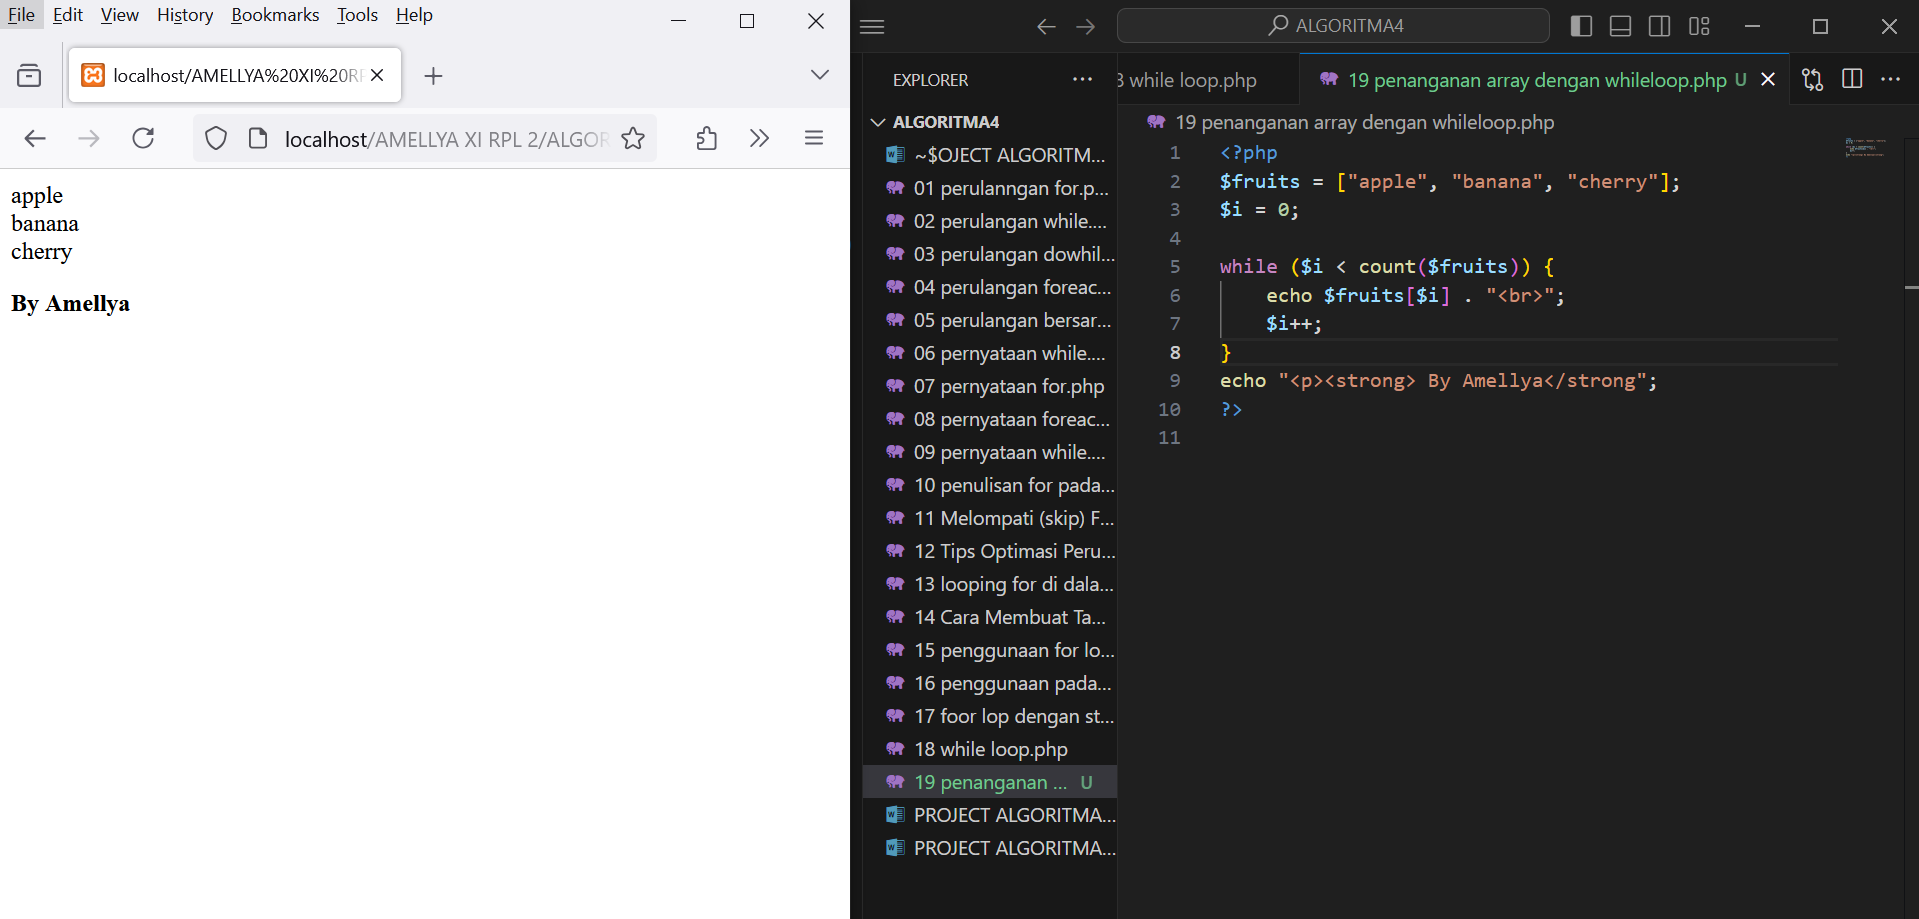 File Edit View History Bookmarks Tools Help
localhost/AMELLYA%20XI%20RP
localhost/AMELLYA XI RPL 2/ALGOR
apple
banana
cherry
By Amellya
ALGORITMA4
EXPLORER
ALGORITMA4
~$OJECT ALGORITM...
01 perulanngan for.p...
02 perulangan while....
03 perulangan dowhil...
04 perulangan foreac...
05 perulangan bersar...
06 pernyataan while....
07 pernyataan for.php
08 pernyataan foreac...
09 pernyataan while....
10 penulisan for pada...
11 Melompati (skip) F...
12 Tips Optimasi Peru...
13 looping for di dala...
14 Cara Membuat Ta...
15 penggunaan for lo...
16 penggunaan pada...
17 foor lop dengan st...
18 while loop.php
19 penanganan ... U
PROJECT ALGORITMA...
PROJECT ALGORITMA...
while loop.php
19 penanganan array dengan whileloop.php U
19 penanganan array dengan whileloop.php
1 <?php
2 $fruits = ["apple", "banana", "cherry"];
3 $i = 0;
4
5 while ($i < count($fruits)) {
6 echo $fruits[$i] . "<br>";
7 $i++;
8 }
9 echo "<p><strong> By Amellya</strong";
10 ?>
11